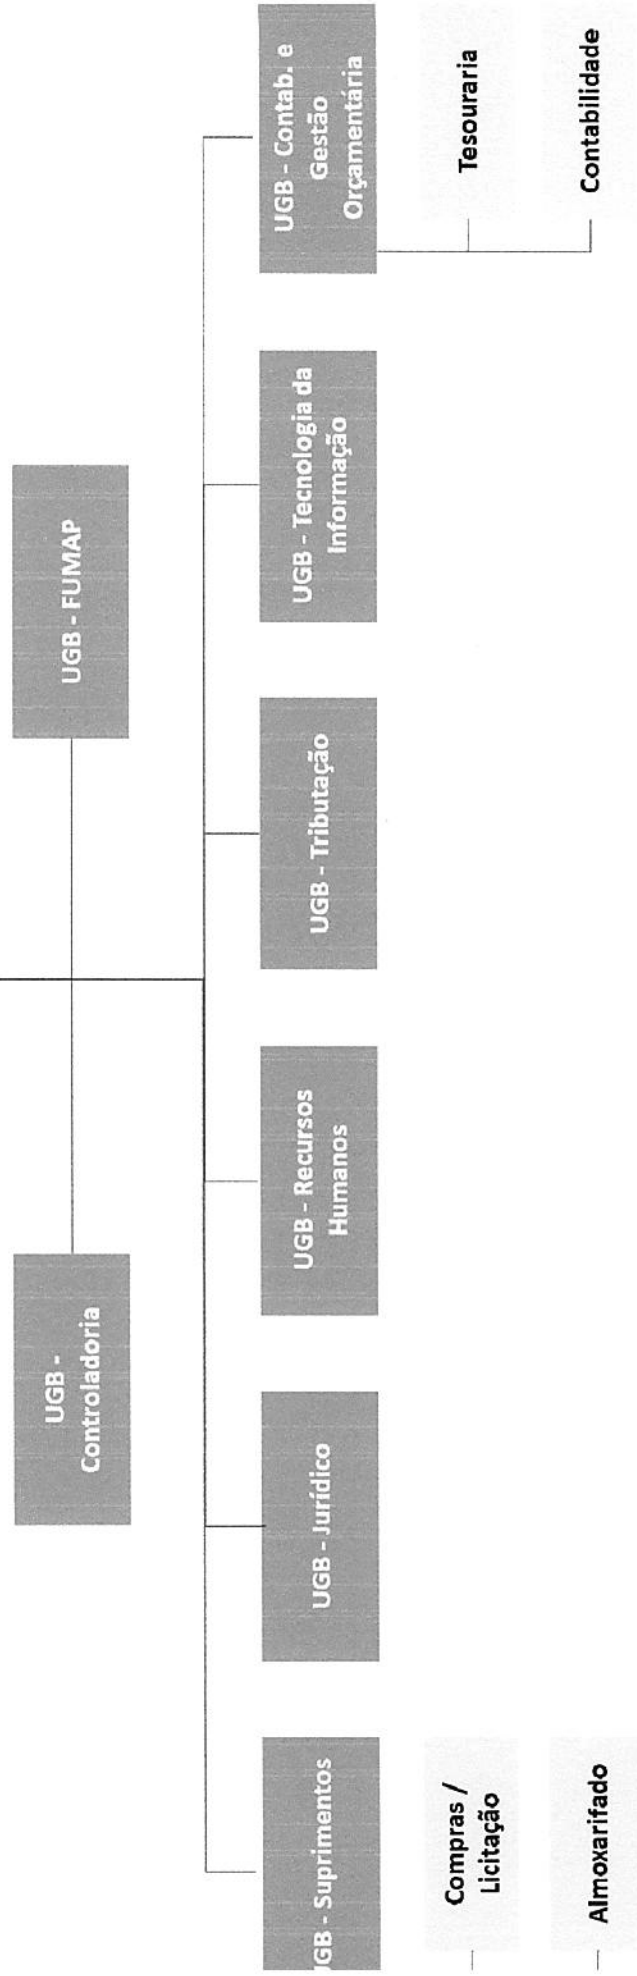 UGB -
Controladoria
UGB - FUMAP
UGB - Suprimentos
UGB - Jurídico
UGB - Recursos
Humanos
UGB - Tributação
UGB - Tecnologia da
Informação
UGB - Contab. e
Gestão
Orçamentária
Compras /
Licitação
Almoxarifado
Tesouraria
Contabilidade